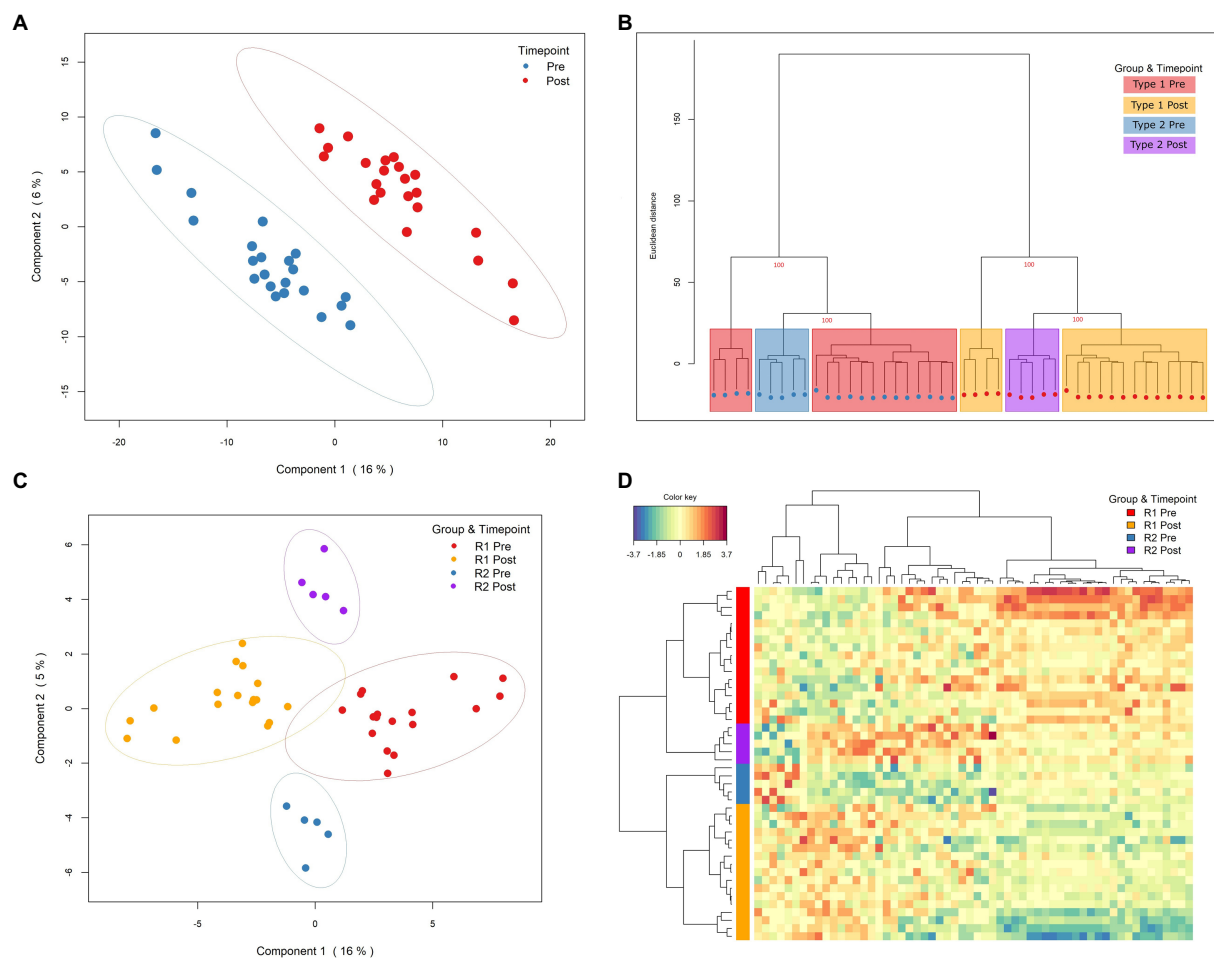 A
Timepoint
Pre
Post
15
10
5
0
-5
-10
-15
Component 2 ( 6 % )
-20
-10
0
10
20
Component 1 ( 16 % )
B
Group & Timepoint
Type 1 Pre
Type 1 Post
Type 2 Pre
Type 2 Post
150
100
50
0
Euclidean distance
100
100
100
100
C
Group & Timepoint
R1 Pre
R1 Post
R2 Pre
R2 Post
6
4
2
0
-2
-4
-6
Component 2 ( 5 % )
-5
0
5
Component 1 ( 16 % )
D
Color key
-3.7 -1.85 0 1.85 3.7
Group & Timepoint
R1 Pre
R1 Post
R2 Pre
R2 Post